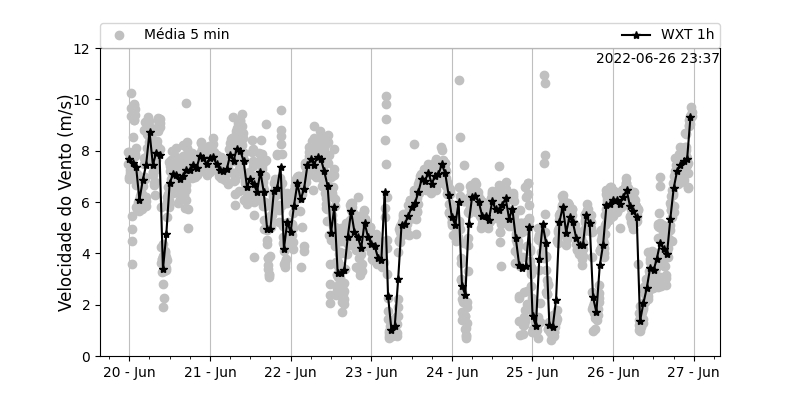 Média 5 min
WXT 1h
2022-06-26 23:37
Velocidade do Vento (m/s)
12
10
8
6
4
2
0
20 - Jun
21 - Jun
22 - Jun
23 - Jun
24 - Jun
25 - Jun
26 - Jun
27 - Jun